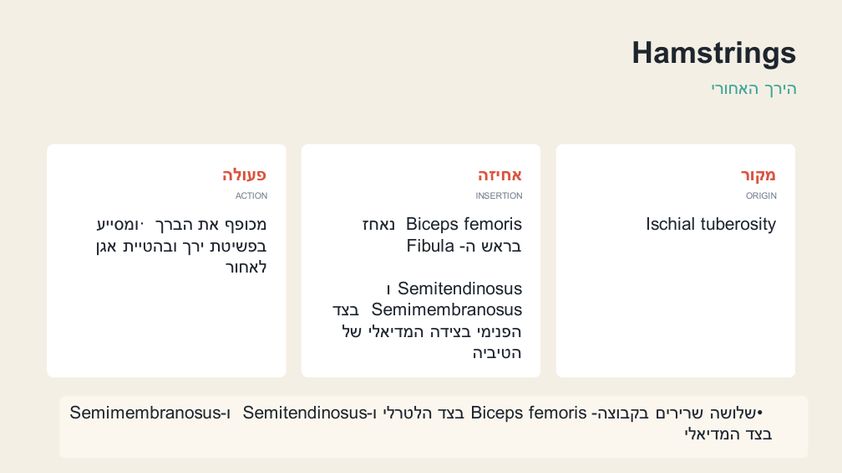 Hamstrings
הירך האחורי
מקור
ORIGIN
Ischial tuberosity
אחיזה
INSERTION
Biceps femoris נאחז
בראש ה- Fibula
Semitendinosus ו
Semimembranosus בצד
הפנימי בצידה המדיאלי של
הטיביה
פעולה
ACTION
מכופף את הברך ·ומסייע
בפשיטת ירך ובהטיית אגן
לאחור
•שלושה שרירים בקבוצה- Biceps femoris בצד הלטרלי ו-Semitendinosus ו-Semimembranosus
בצד המדיאלי